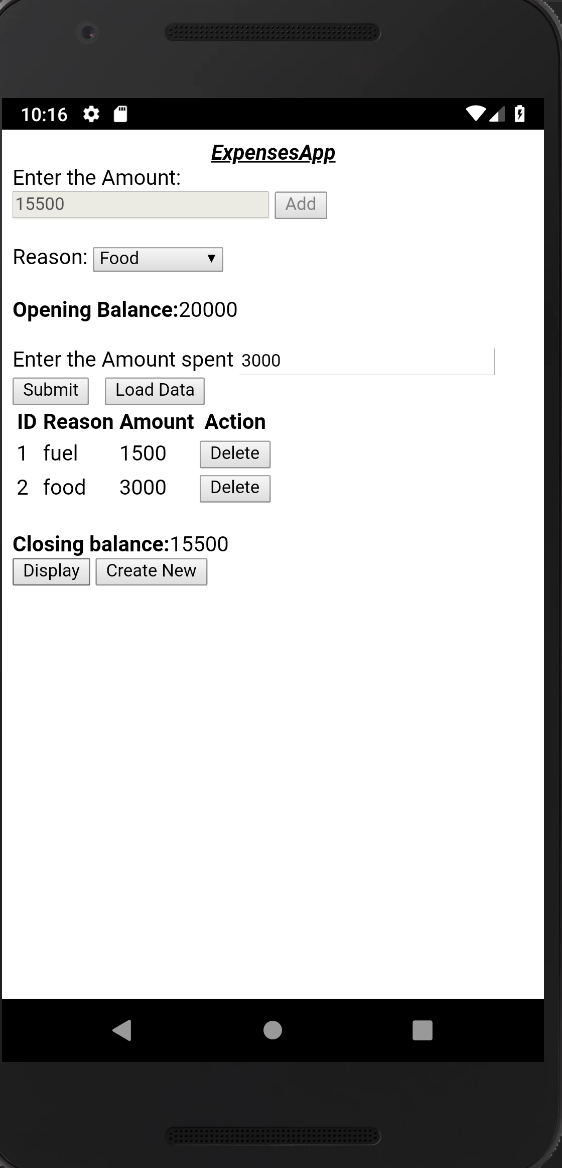 10:16
ExpensesApp
Enter the Amount:
15500 Add
Reason: Food
Opening Balance:20000
Enter the Amount spent 3000
Submit Load Data
ID Reason Amount Action
1 fuel 1500 Delete
2 food 3000 Delete
Closing balance:15500
Display Create New